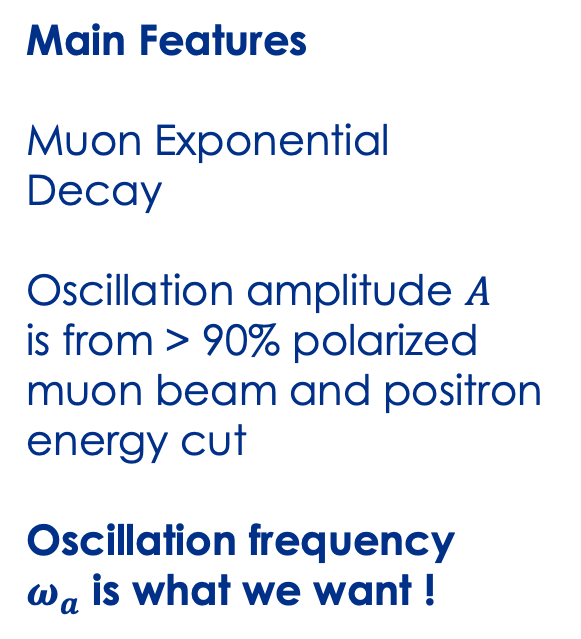 Main Features
Muon Exponential
Decay
Oscillation amplitude A
is from > 90% polarized
muon beam and positron
energy cut
Oscillation frequency
ωₐ is what we want !